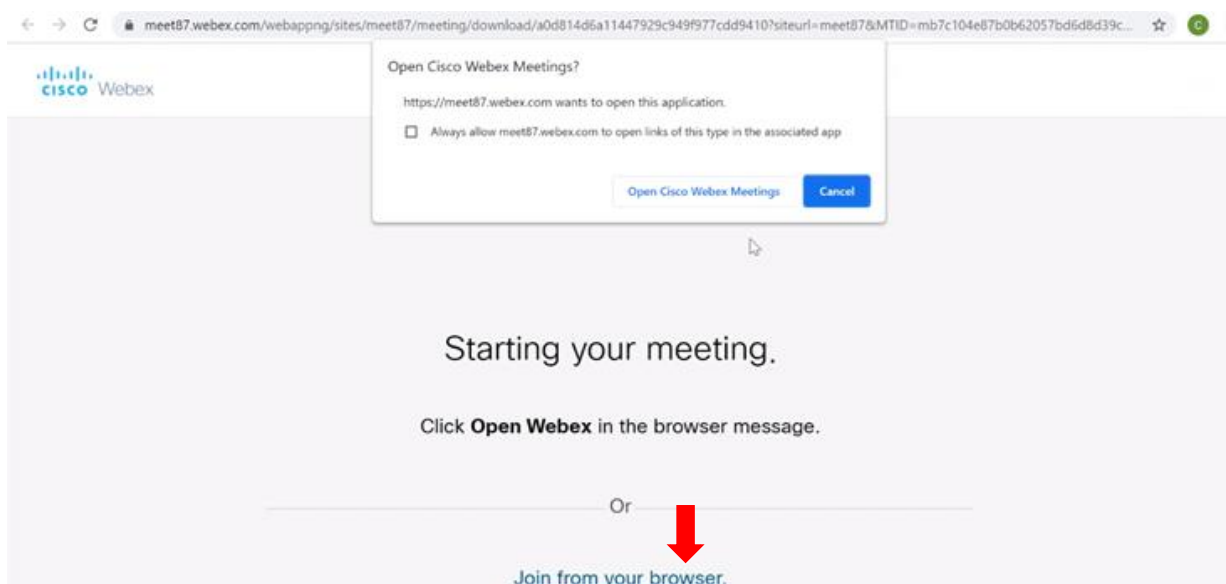 meet87.webex.com/webappng/sites/meet87/meeting/download/a0d814d6a11447929c949f977cdd9410?siteurl=meet87&MTID=mb7c104e87b0b62057bd6d8d39c...
C
CISCO Webex
Open Cisco Webex Meetings?
https://meet87.webex.com wants to open this application.
Always allow meet87.webex.com to open links of this type in the associated app
Open Cisco Webex Meetings Cancel
Starting your meeting.
Click Open Webex in the browser message.
Or
Join from your browser.